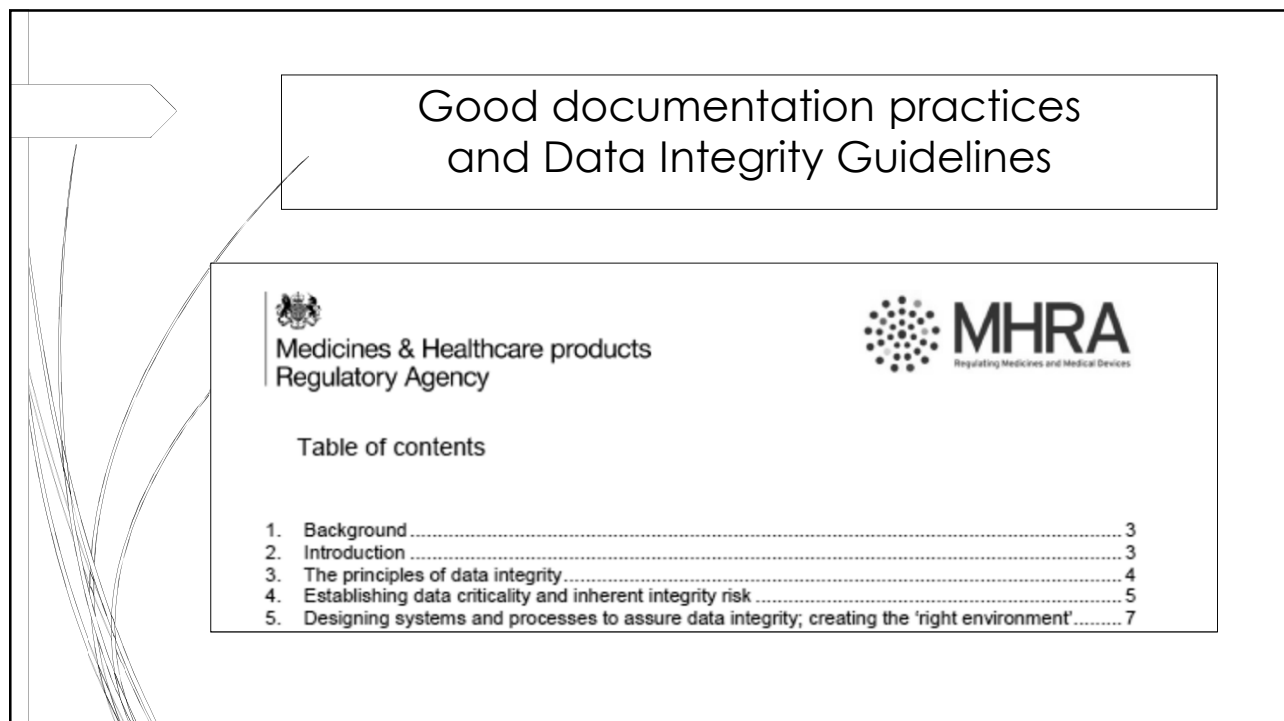 Good documentation practices
and Data Integrity Guidelines
Medicines & Healthcare products
Regulatory Agency
MHRA
Regulating Medicines and Medical Devices
Table of contents
1. Background ........................................................ 3
2. Introduction ........................................................ 3
3. The principles of data integrity........................................................ 4
4. Establishing data criticality and inherent integrity risk ........................................................ 5
5. Designing systems and processes to assure data integrity; creating the ‘right environment’......... 7